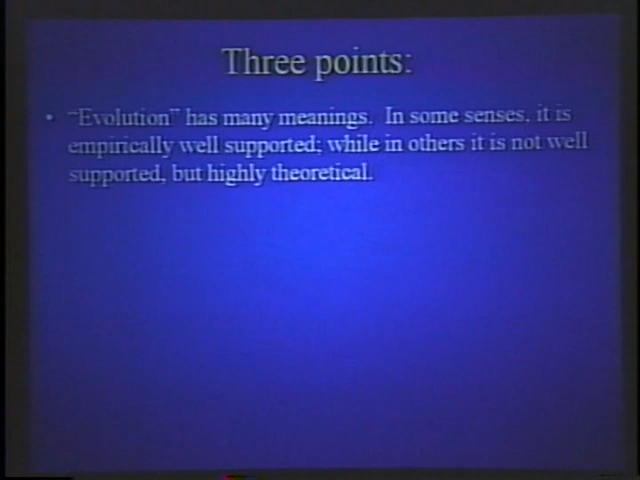 Three points:
• "Evolution" has many meanings. In some senses, it is
empirically well supported; while in others it is not well
supported, but highly theoretical.